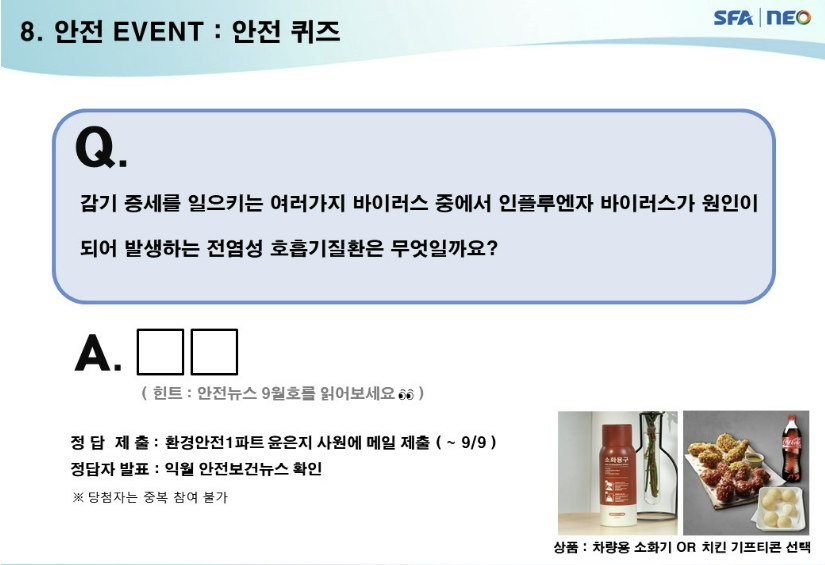 8. 안전 EVENT : 안전 퀴즈
SFA NEO
Q.
감기 증세를 일으키는 여러가지 바이러스 중에서 인플루엔자 바이러스가 원인이
되어 발생하는 전염성 호흡기질환은 무엇일까요?
A.
( 힌트 : 안전뉴스 9월호를 읽어보세요👀 )
정 답 제 출 : 환경안전1파트 윤은지 사원에 메일 제출 ( ~ 9/9 )
정답자 발표 : 익월 안전보건뉴스 확인
※ 당첨자는 중복 참여 불가
소화용구
Coca-Cola
상품 : 차량용 소화기 OR 치킨 기프티콘 선택